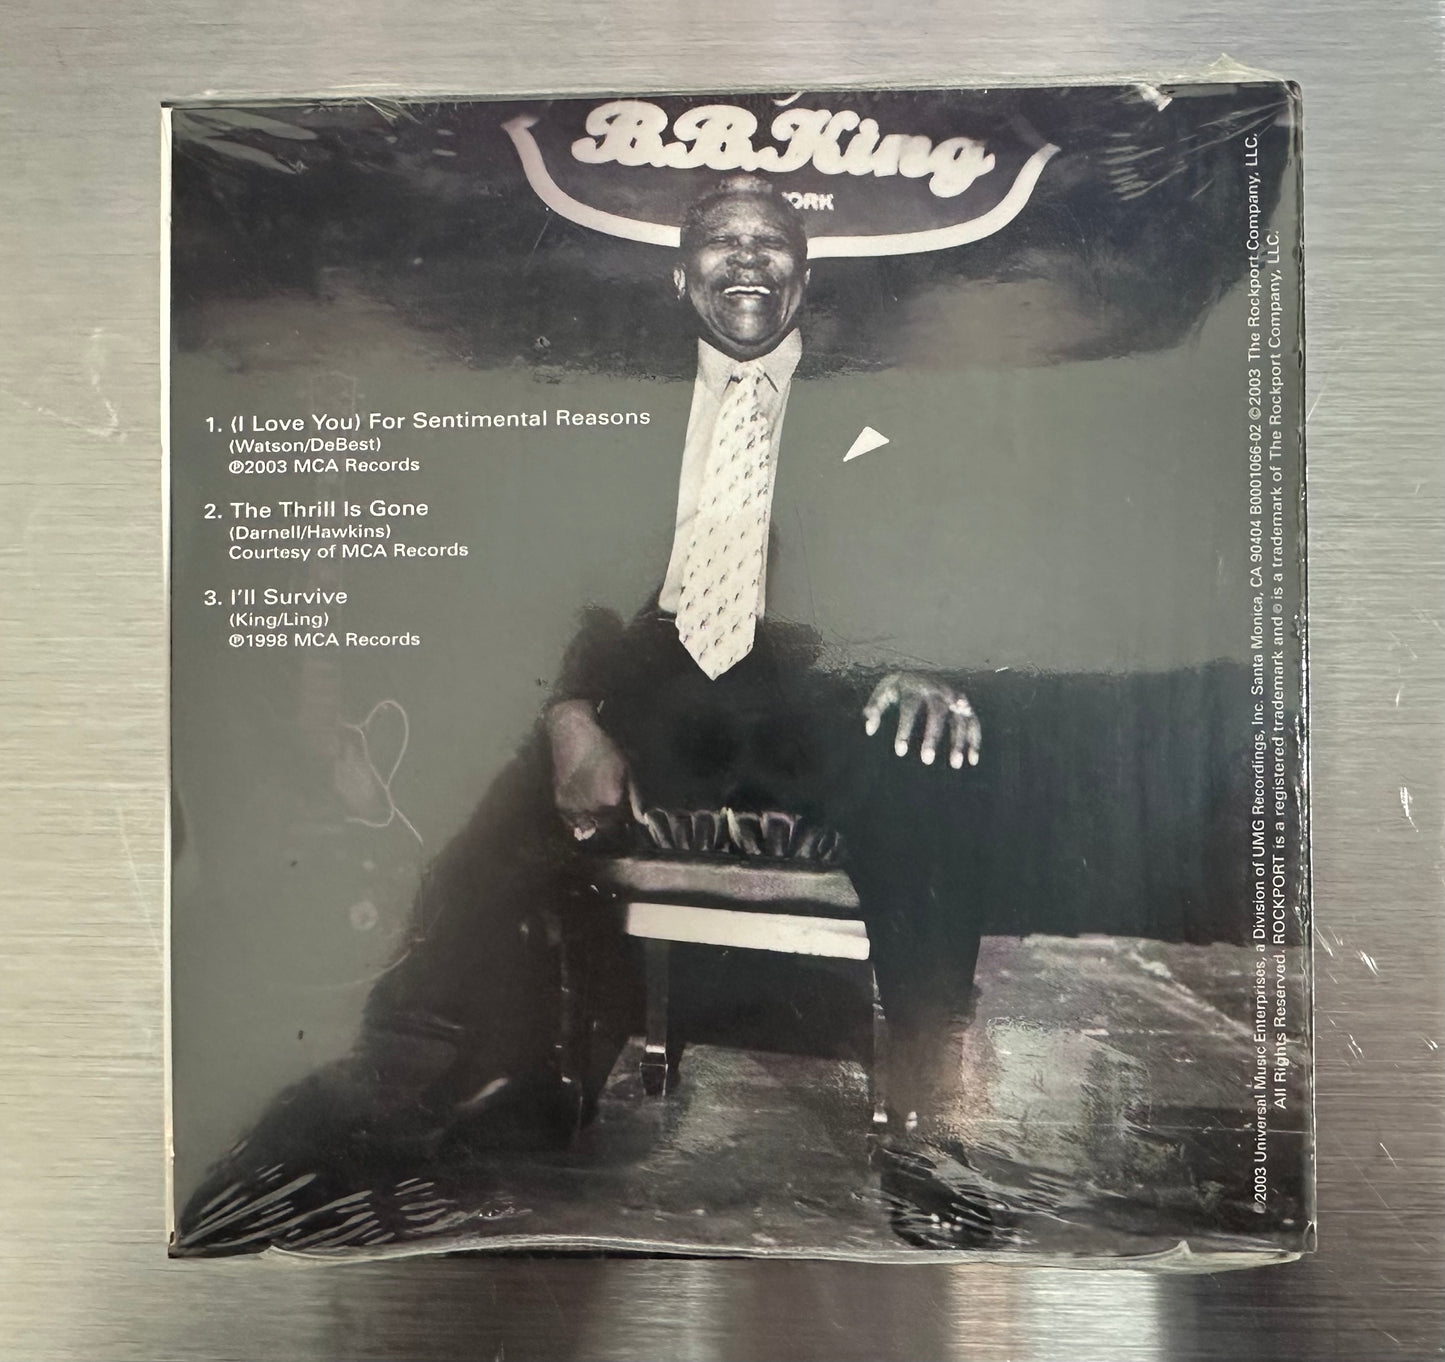 B.B. King
ORK
1. (I Love You) For Sentimental Reasons
(Watson/DeBest)
℗2003 MCA Records
2. The Thrill Is Gone
(Darnell/Hawkins)
Courtesy of MCA Records
3. I'll Survive
(King/Ling)
℗1998 MCA Records
©2003 Universal Music Enterprises, a Division of UMG Recordings, Inc. Santa Monica, CA 90404 B0001066-02 ©2003 The Rockport Company, LLC.
All Rights Reserved. ROCKPORT is a registered trademark and ℗ is a trademark of The Rockport Company, LLC.